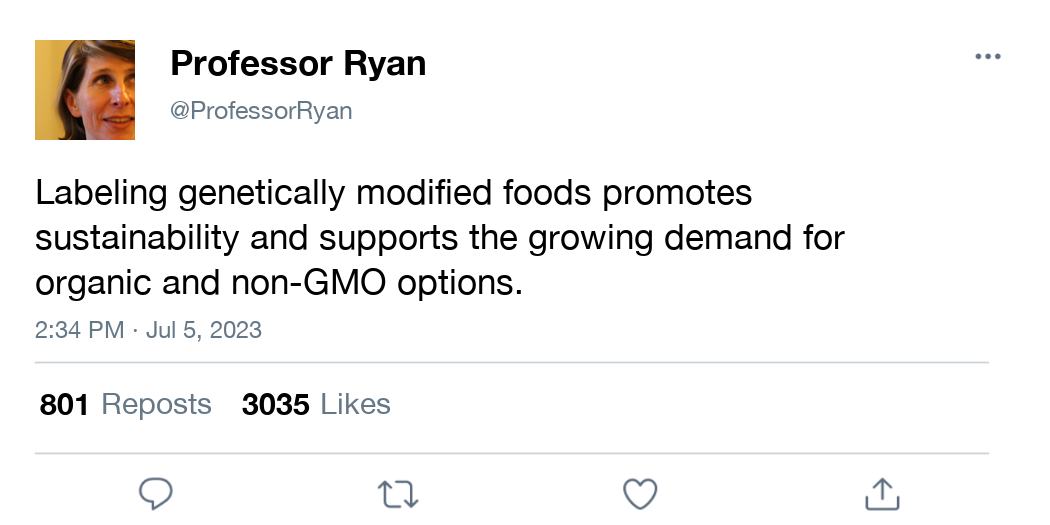 Professor Ryan
@ProfessorRyan
Labeling genetically modified foods promotes
sustainability and supports the growing demand for
organic and non-GMO options.
2:34 PM · Jul 5, 2023
801 Reposts 3035 Likes